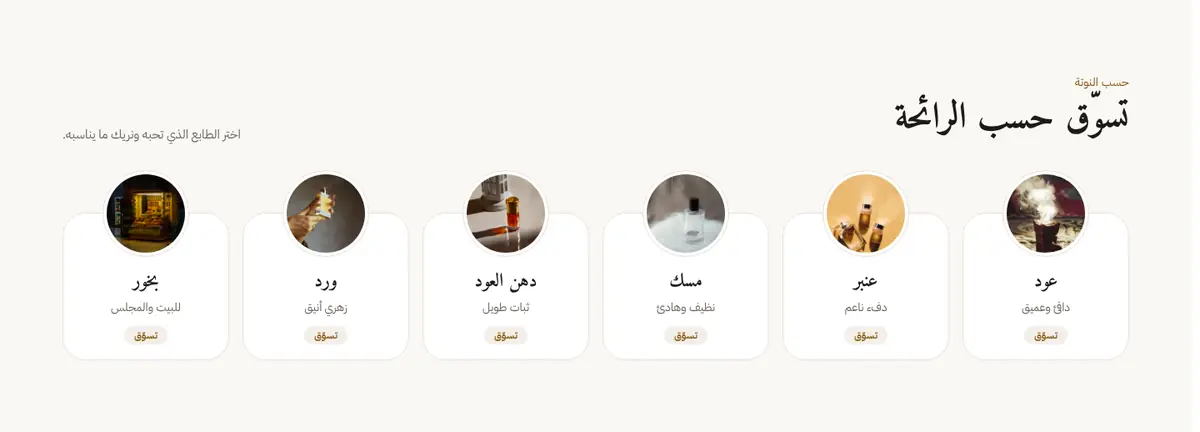 حسب النوتة
تسوّق حسب الرائحة
اختر الطابع الذي تحبه ونريك ما يناسبه.
عود
دافئ وعميق
تسوّق
عنبر
دفء ناعم
تسوّق
مسك
نظيف وهادئ
تسوّق
دهن العود
ثبات طويل
تسوّق
ورد
زهري أنيق
تسوّق
بخور
للبيت والمجلس
تسوّق